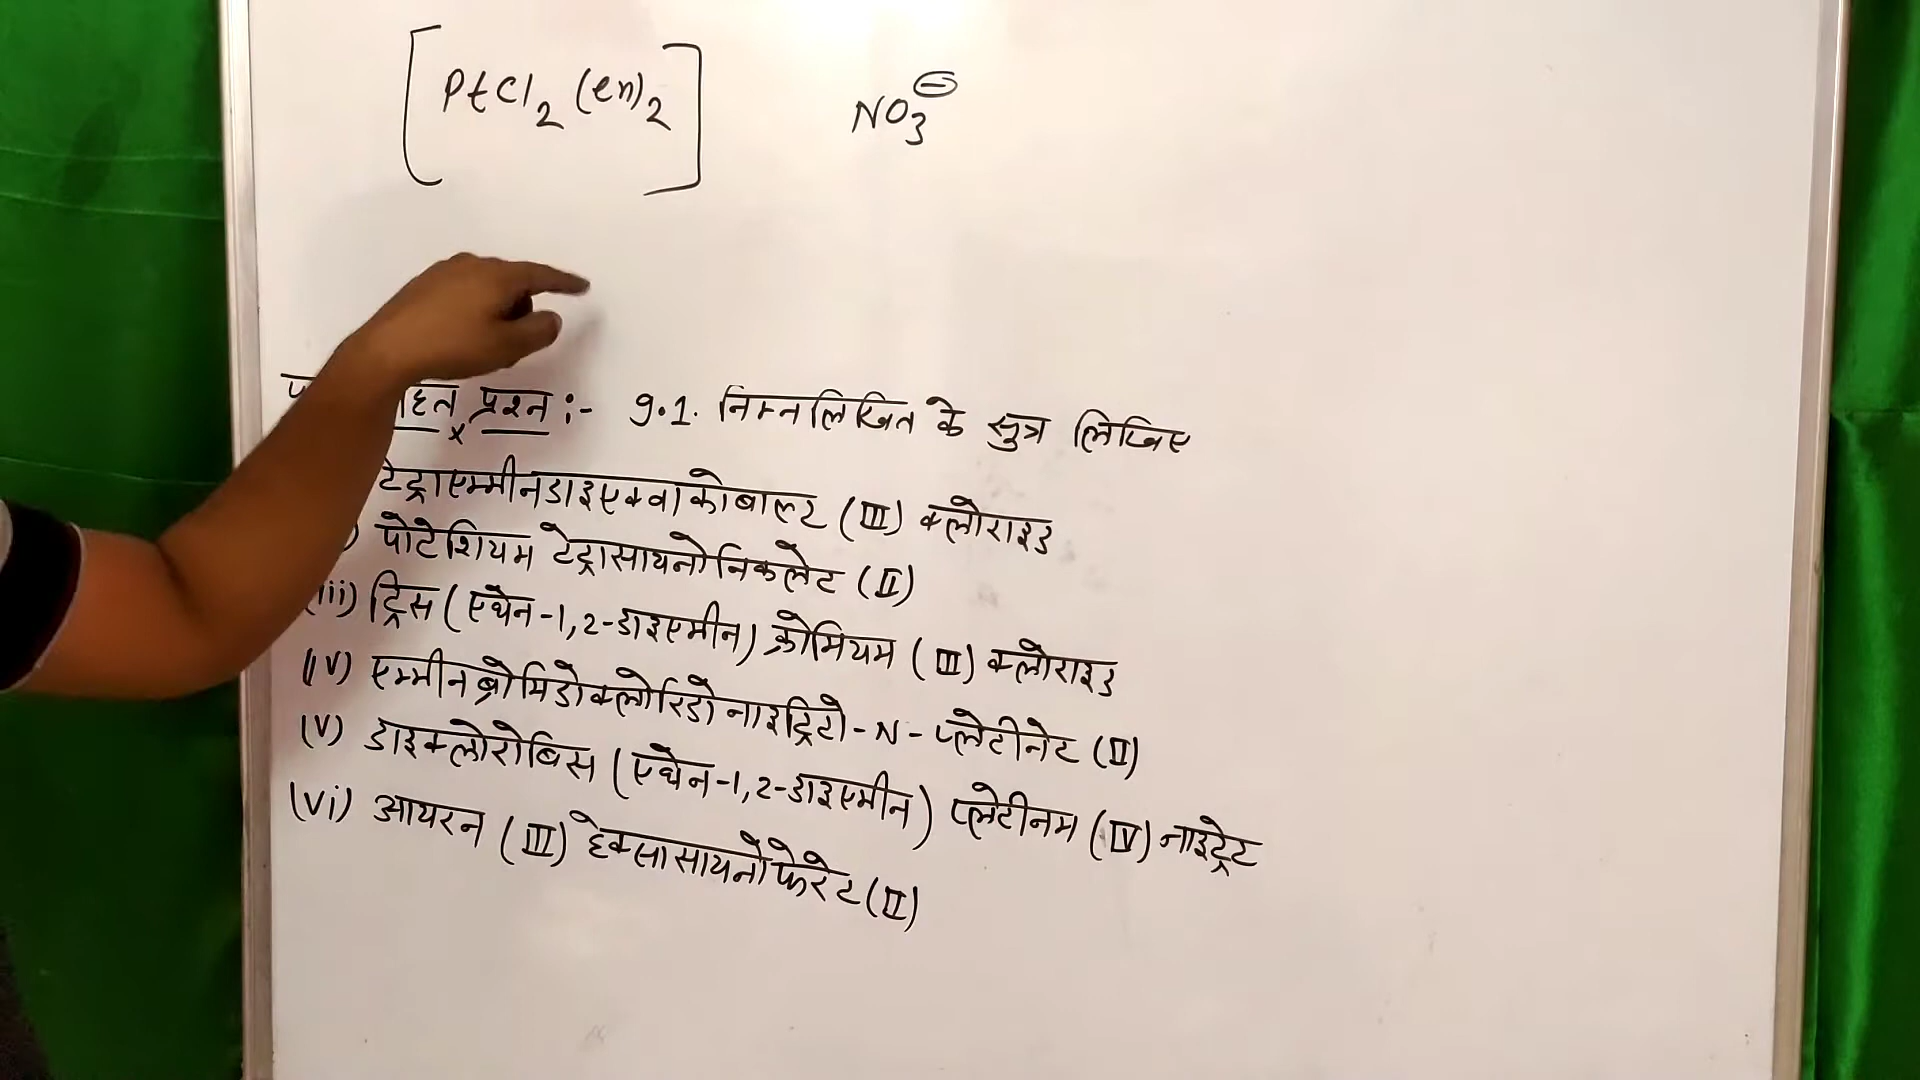 [PtCl2(en)2] NO3⊖
प्रश्न :- 9.1. निम्नलिखित के सुत्र लिखिए
टेट्राएम्मीनडाइएक्वाकोबाल्ट (III) क्लोराइड
) पोटेशियम टेट्रासायनोनिकलेट (II)
(iii) ट्रिस (एथेन-1,2-डाइएमीन) क्रोमियम (III) क्लोराइड
(iv) एम्मीनब्रोमिडोक्लोरिडोनाइट्रिटो-N-प्लेटीनेट (II)
(v) डाइक्लोरोबिस (एथेन-1,2-डाइएमीन) प्लेटीनम (IV) नाइट्रेट
(vi) आयरन (III) हेक्सासायनोफेरेट (II)